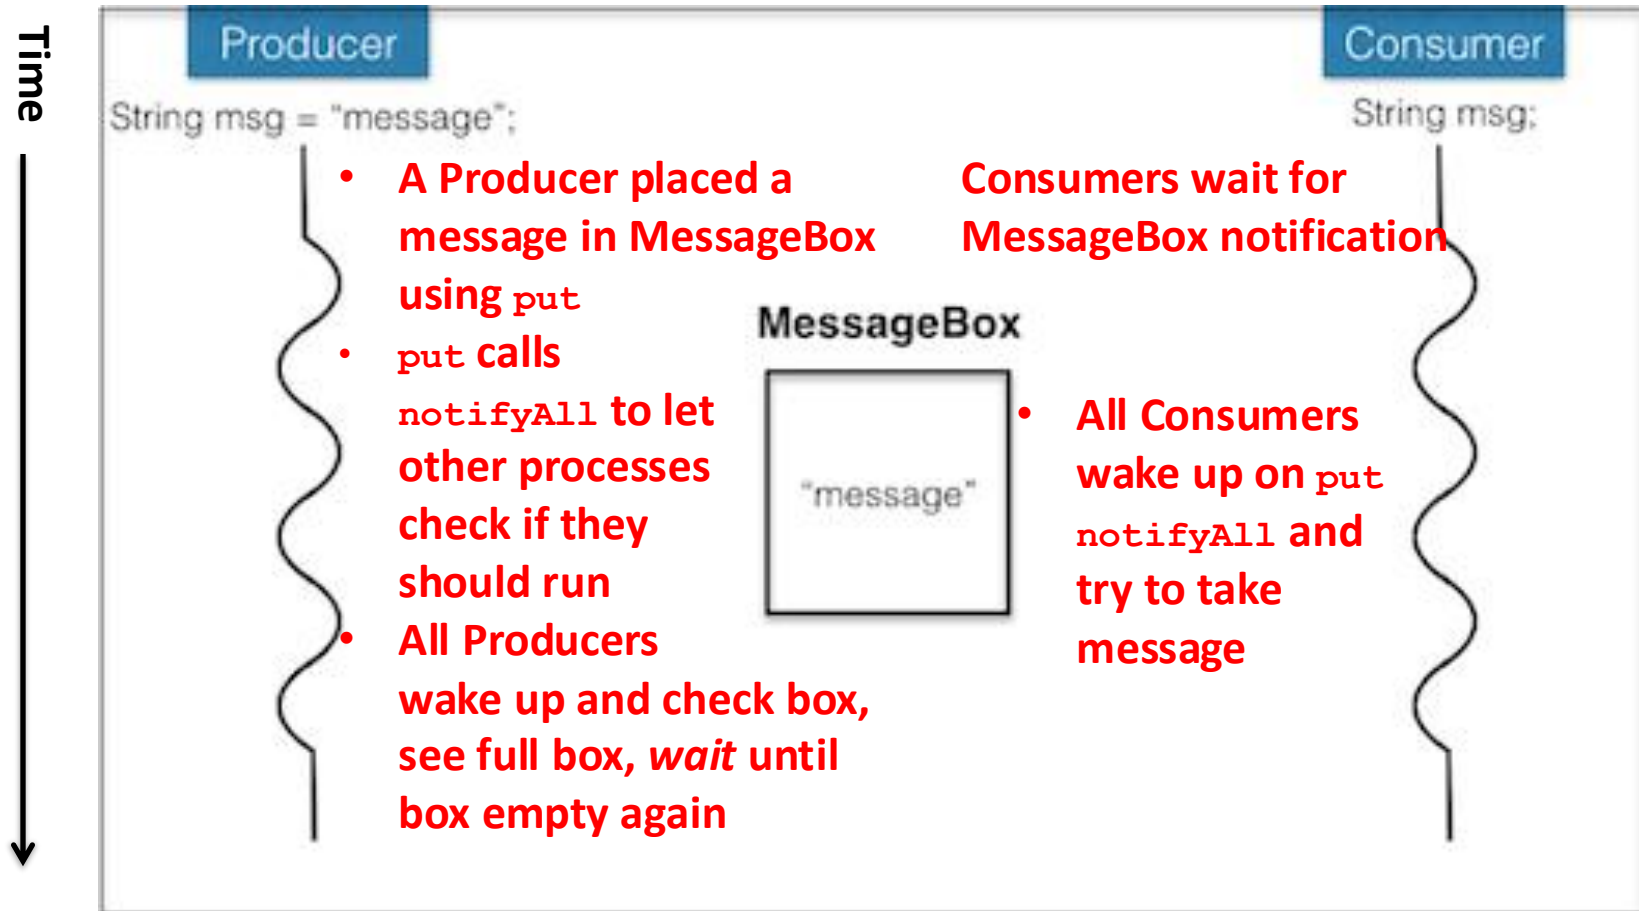 Time
Producer
String msg = "message";
• A Producer placed a
message in MessageBox
using put
• put calls
notifyAll to let
other processes
check if they
should run
• All Producers
wake up and check box,
see full box, wait until
box empty again
MessageBox
"message"
Consumer
String msg;
Consumers wait for
MessageBox notification
• All Consumers
wake up on put
notifyAll and
try to take
message